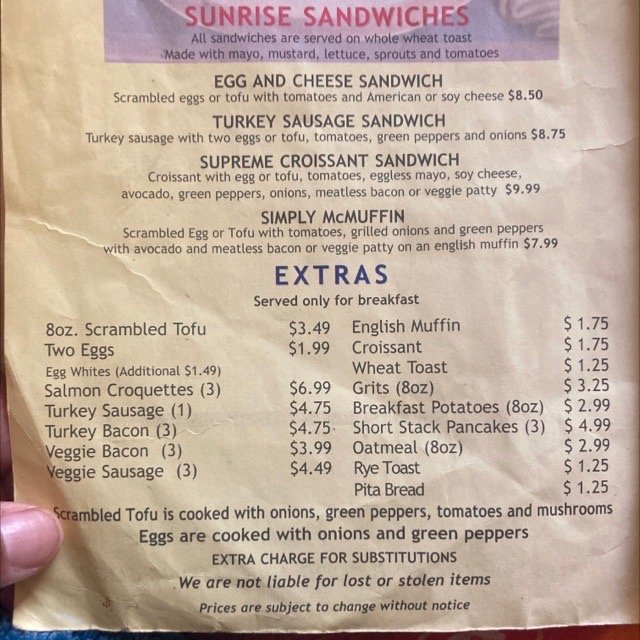 SUNRISE SANDWICHES
All sandwiches are served on whole wheat toast
Made with mayo, mustard, lettuce, sprouts and tomatoes
EGG AND CHEESE SANDWICH
Scrambled eggs or tofu with tomatoes and American or soy cheese $8.50
TURKEY SAUSAGE SANDWICH
Turkey sausage with two eggs or tofu, tomatoes, green peppers and onions $8.75
SUPREME CROISSANT SANDWICH
Croissant with egg or tofu, tomatoes, eggless mayo, soy cheese,
avocado, green peppers, onions, meatless bacon or veggie patty $9.99
SIMPLY McMUFFIN
Scrambled Egg or Tofu with tomatoes, grilled onions and green peppers
with avocado and meatless bacon or veggie patty on an english muffin $7.99
EXTRAS
Served only for breakfast
8oz. Scrambled Tofu $3.49
Two Eggs $1.99
Egg Whites (Additional $1.49)
Salmon Croquettes (3) $6.99
Turkey Sausage (1) $4.75
Turkey Bacon (3) $4.75
Veggie Bacon (3) $3.99
Veggie Sausage (3) $4.49
English Muffin $ 1.75
Croissant $ 1.75
Wheat Toast $ 1.25
Grits (8oz) $ 3.25
Breakfast Potatoes (8oz) $ 2.99
Short Stack Pancakes (3) $ 4.99
Oatmeal (8oz) $ 2.99
Rye Toast $ 1.25
Pita Bread $ 1.25
Scrambled Tofu is cooked with onions, green peppers, tomatoes and mushrooms
Eggs are cooked with onions and green peppers
EXTRA CHARGE FOR SUBSTITUTIONS
We are not liable for lost or stolen items
Prices are subject to change without notice